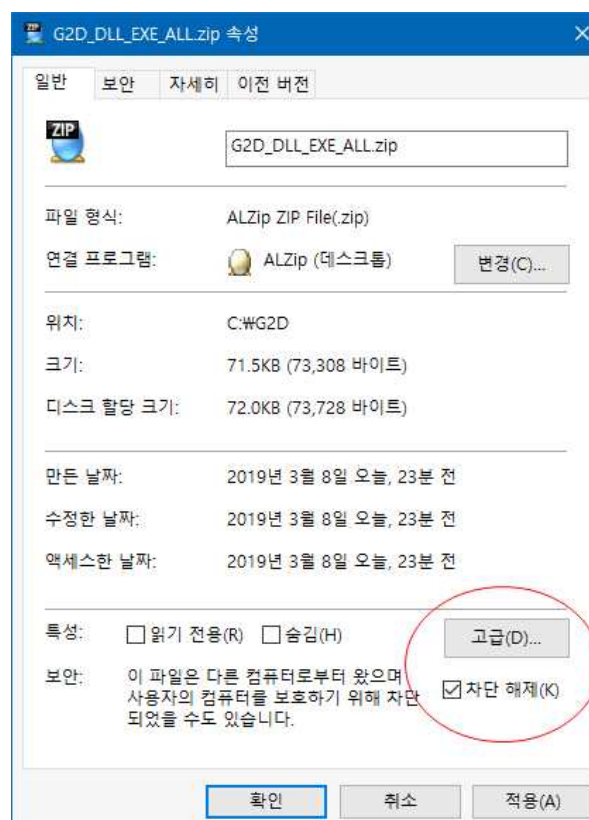 G2D_DLL_EXE_ALL.zip 속성
일반 보안 자세히 이전 버전
ZIP G2D_DLL_EXE_ALL.zip
파일 형식: ALZip ZIP File(.zip)
연결 프로그램: ALZip (데스크톱) 변경(C)...
위치: C:₩G2D
크기: 71.5KB (73,308 바이트)
디스크 할당 크기: 72.0KB (73,728 바이트)
만든 날짜: 2019년 3월 8일 오늘, 23분 전
수정한 날짜: 2019년 3월 8일 오늘, 23분 전
액세스한 날짜: 2019년 3월 8일 오늘, 23분 전
특성: 읽기 전용(R) 숨김(H) 고급(D)...
보안: 이 파일은 다른 컴퓨터로부터 왔으며
사용자의 컴퓨터를 보호하기 위해 차단 차단 해제(K)
되었을 수도 있습니다.
확인 취소 적용(A)